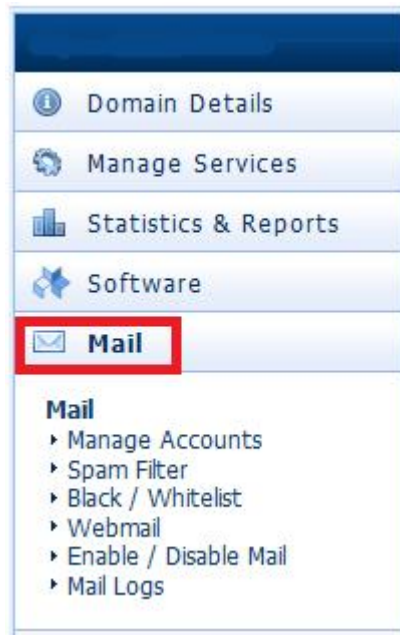 Domain Details
Manage Services
Statistics & Reports
Software
Mail
Mail
Manage Accounts
Spam Filter
Black / Whitelist
Webmail
Enable / Disable Mail
Mail Logs